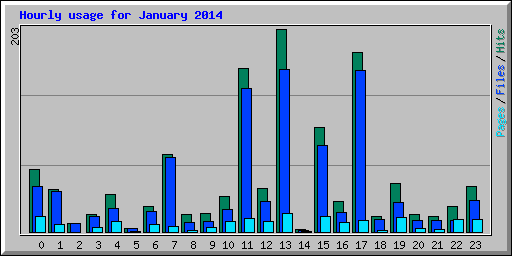 Hourly usage for January 2014
203
Pages / Files / Hits
0 1 2 3 4 5 6 7 8 9 10 11 12 13 14 15 16 17 18 19 20 21 22 23